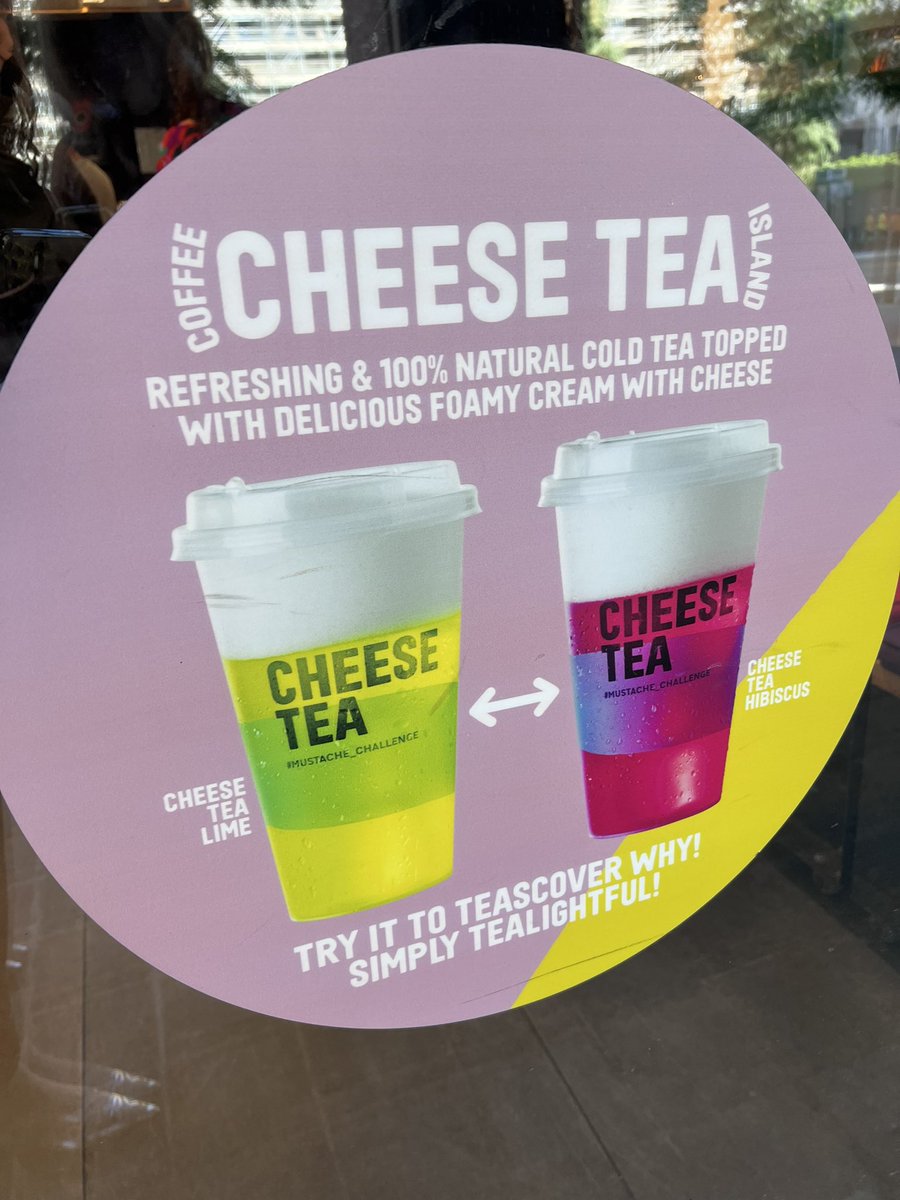 COFFEE
CHEESE TEA
ISLAND
REFRESHING & 100% NATURAL COLD TEA TOPPED
WITH DELICIOUS FOAMY CREAM WITH CHEESE
CHEESE
TEA
#MUSTACHE_CHALLENGE
CHEESE
TEA
LIME
CHEESE
TEA
#MUSTACHE_CHALLENGE
CHEESE
TEA
HIBISCUS
TRY IT TO TEASCOVER WHY!
SIMPLY TEALIGHTFUL!